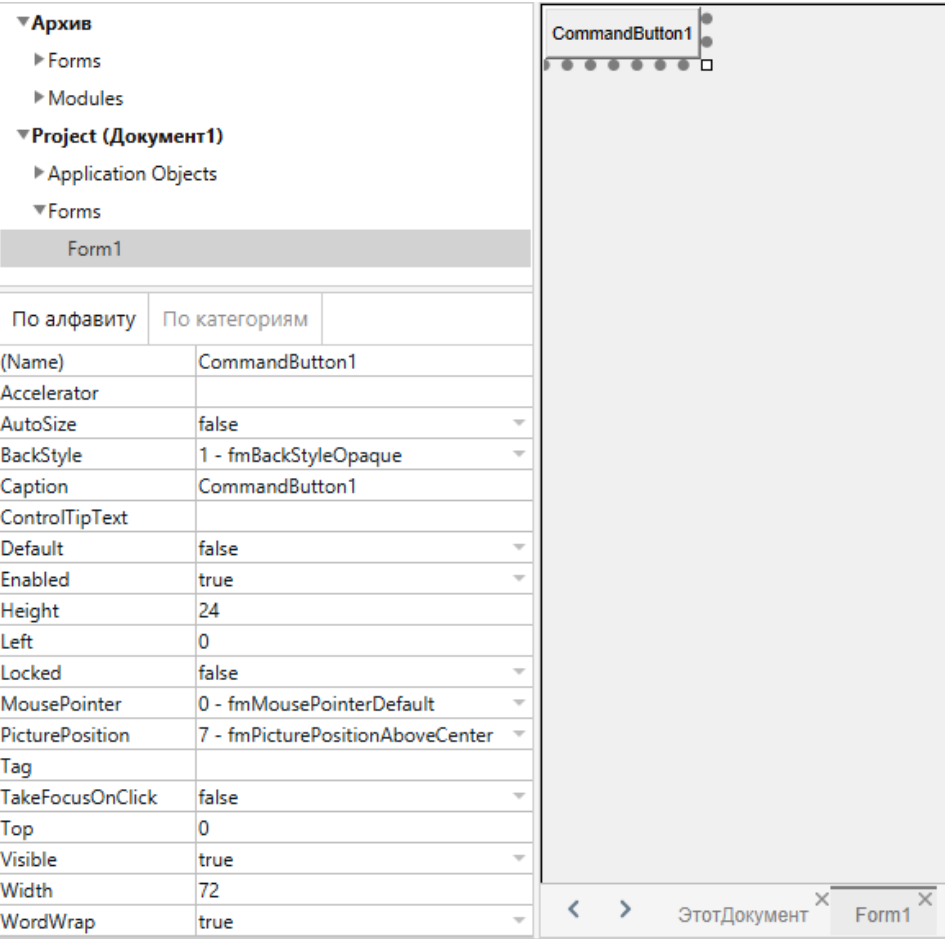 Архив
Forms
Modules
Project (Документ1)
Application Objects
Forms
Form1
По алфавиту По категориям
(Name) CommandButton1
Accelerator
AutoSize false
BackStyle 1 - fmBackStyleOpaque
Caption CommandButton1
ControlTipText
Default false
Enabled true
Height 24
Left 0
Locked false
MousePointer 0 - fmMousePointerDefault
PicturePosition 7 - fmPicturePositionAboveCenter
Tag
TakeFocusOnClick false
Top 0
Visible true
Width 72
WordWrap true
CommandButton1
ЭтотДокумент Form1